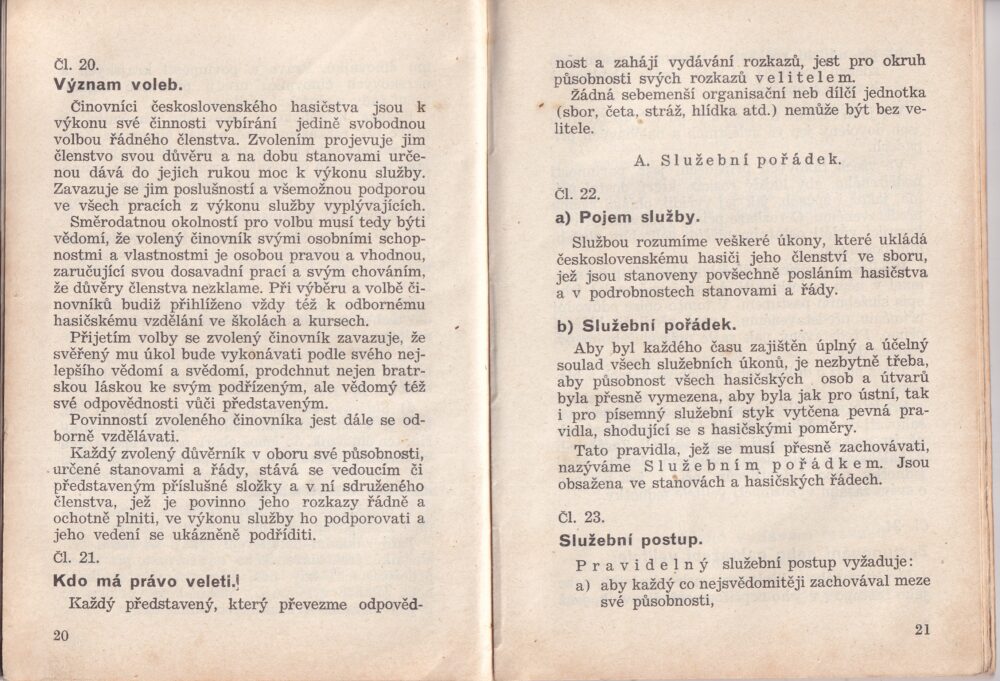 Čl. 20.
Význam voleb.
Činovníci československého hasičstva jsou k
výkonu své činnosti vybírání jedině svobodnou
volbou řádného členstva. Zvolením projevuje jim
členstvo svou důvěru a na dobu stanovami urče-
nou dává do jejich rukou moc k výkonu služby.
Zavazuje se jim poslušností a všemožnou podporou
ve všech pracích z výkonu služby vyplývajících.
Směrodatnou okolností pro volbu musí tedy býti
vědomí, že volený činovník svými osobními schop-
nostmi a vlastnostmi je osobou pravou a vhodnou,
zaručující svou dosavadní prací a svým chováním,
že důvěry členstva nezklame. Při výběru a volbě či-
novníků budiž přihlíženo vždy též k odbornému
hasičskému vzdělání ve školách a kursech.
Přijetím volby se zvolený činovník zavazuje, že
svěřený mu úkol bude vykonávati podle svého nej-
lepšího vědomí a svědomí, prodchnut nejen bratr-
skou láskou ke svým podřízeným, ale vědomý též
své odpovědnosti vůči představeným.
Povinností zvoleného činovníka jest dále se od-
borně vzdělávati.
Každý zvolený důvěrník v oboru své působnosti,
určené stanovami a řády, stává se vedoucím či
představeným příslušné složky a v ní sdruženého
členstva, jež je povinno jeho rozkazy řádně a
ochotně plniti, ve výkonu služby ho podporovati a
jeho vedení se ukázněně podříditi.
Čl. 21.
Kdo má právo veleti.
Každý představený, který převezme odpověd-
20
nost a zahájí vydávání rozkazů, jest pro okruh
působnosti svých rozkazů velitelem.
Žádná sebemenší organisační neb dílčí jednotka
(sbor, četa, stráž, hlídka atd.) nemůže být bez ve-
litele.
A. Služební pořádek.
Čl. 22.
a) Pojem služby.
Službou rozumíme veškeré úkony, které ukládá
československému hasiči jeho členství ve sboru,
jež jsou stanoveny povšechně posláním hasičstva
a v podrobnostech stanovami a řády.
b) Služební pořádek.
Aby byl každého času zajištěn úplný a účelný
soulad všech služebních úkonů, je nezbytně třeba,
aby působnost všech hasičských osob a útvarů
byla přesně vymezena, aby byla jak pro ústní, tak
i pro písemný služební styk vytčena pevná pra-
vidla, shodující se s hasičskými poměry.
Tato pravidla, jež se musí přesně zachovávati,
nazýváme Služebním pořádkem. Jsou
obsažena ve stanovách a hasičských řádech.
Čl. 23.
Služební postup.
Pravidelný služební postup vyžaduje:
a) aby každý co nejsvědomitěji zachovával meze
své působnosti,
21